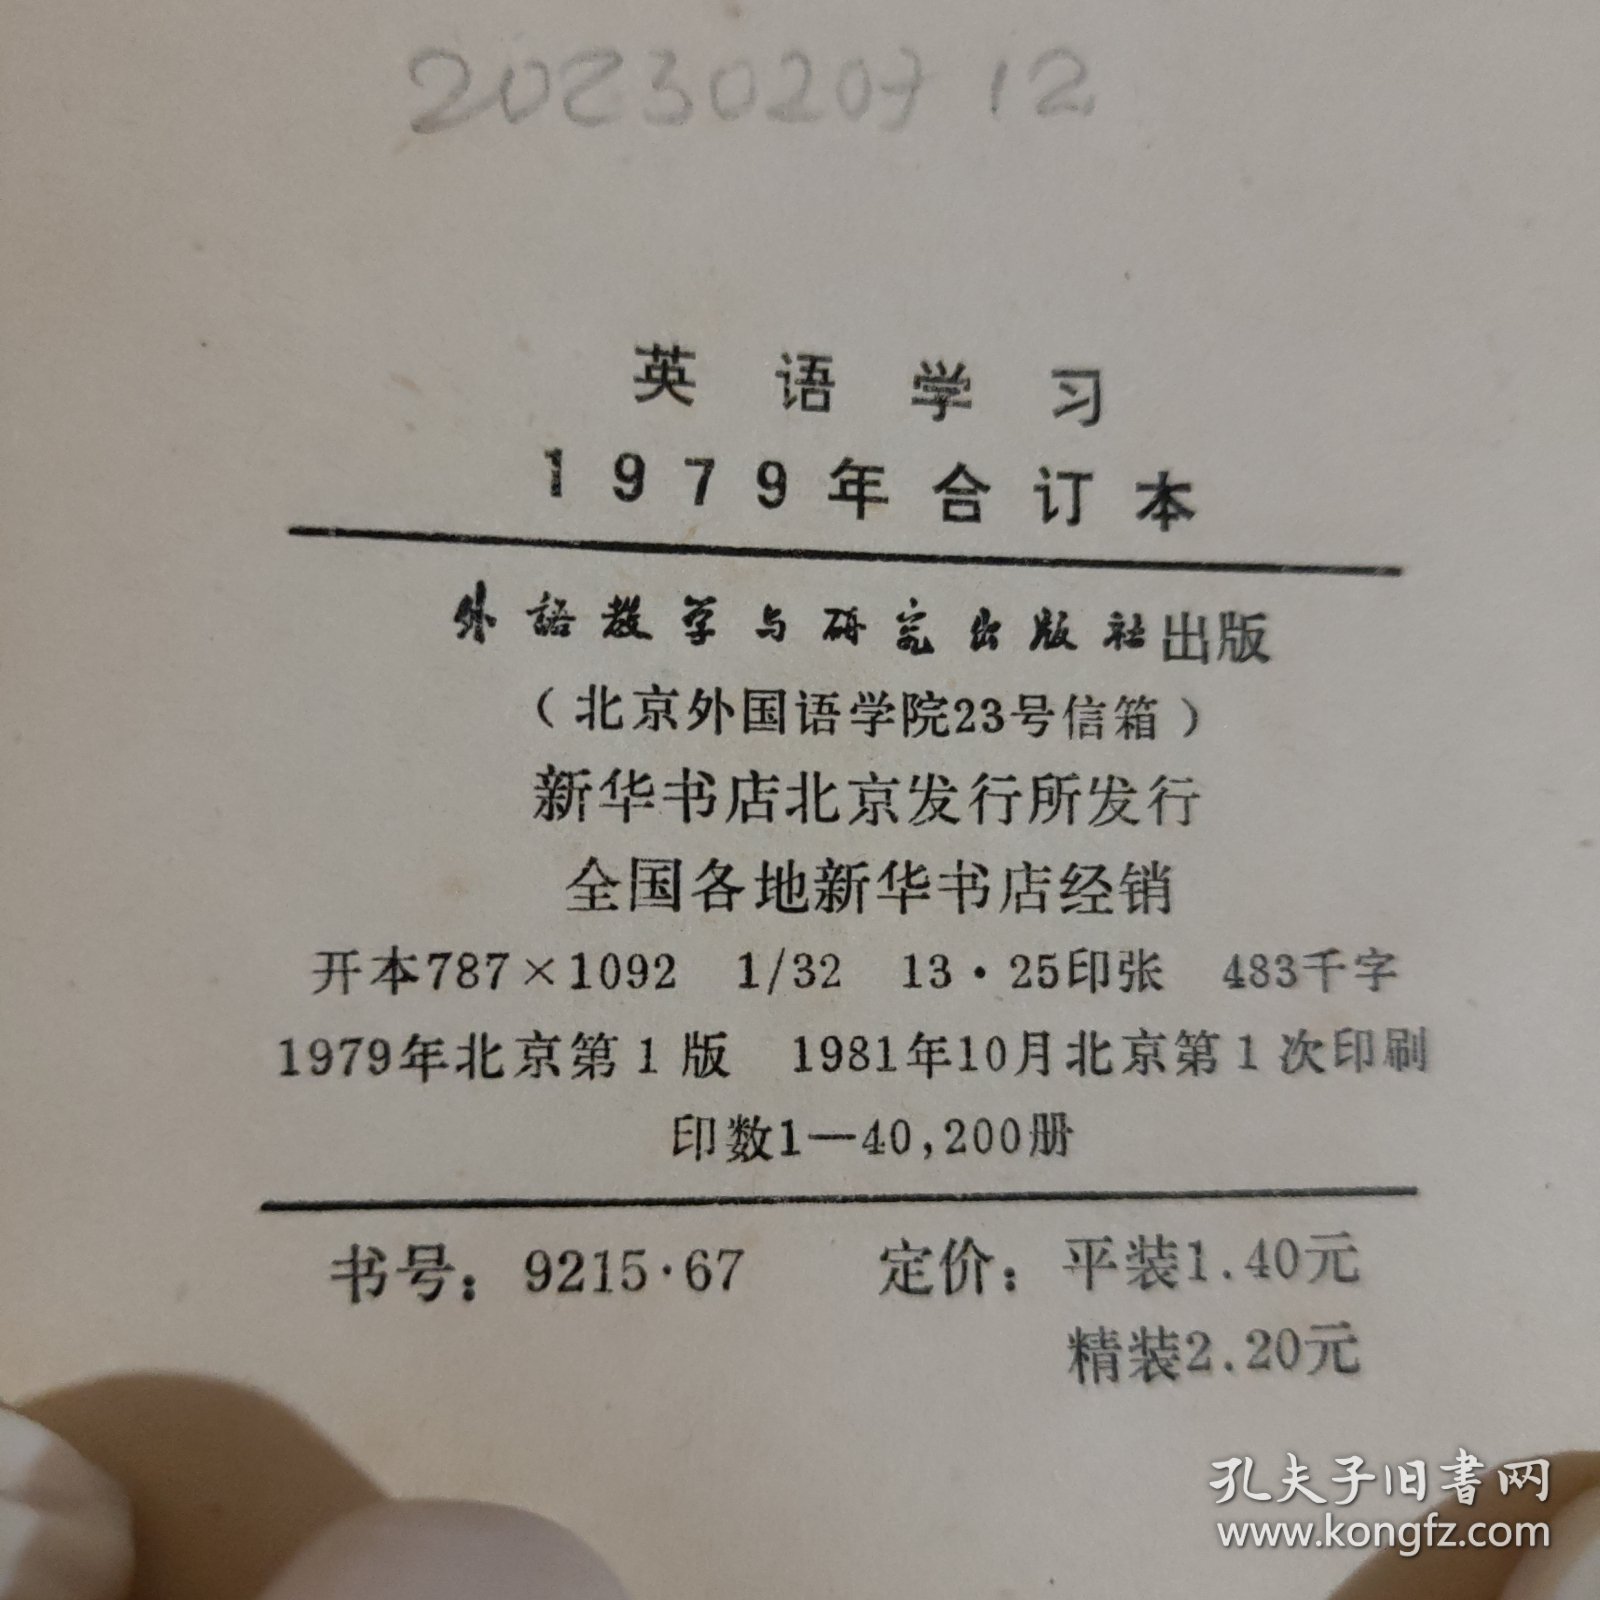 20230207 12
英语学习
1979年合订本
外語教学与研究出版社出版
（北京外国语学院23号信箱）
新华书店北京发行所发行
全国各地新华书店经销
开本787×1092 1/32 13·25印张 483千字
1979年北京第1版 1981年10月北京第1次印刷
印数1—40,200册
书号：9215·67 定价：平装1.40元
精装2.20元
孔夫子旧書网
www.kongfz.com